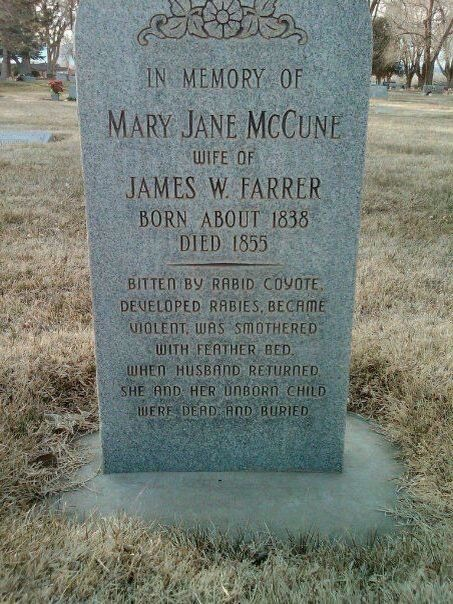 IN MEMORY OF
MARY JANE MCCUNE
WIFE OF
JAMES W. FARRER
BORN ABOUT 1838
DIED 1855
BITTEN BY RABID COYOTE,
DEVELOPED RABIES, BECAME
VIOLENT, WAS SMOTHERED
WITH FEATHER BED.
WHEN HUSBAND RETURNED
SHE AND HER UNBORN CHILD
WERE DEAD AND BURIED